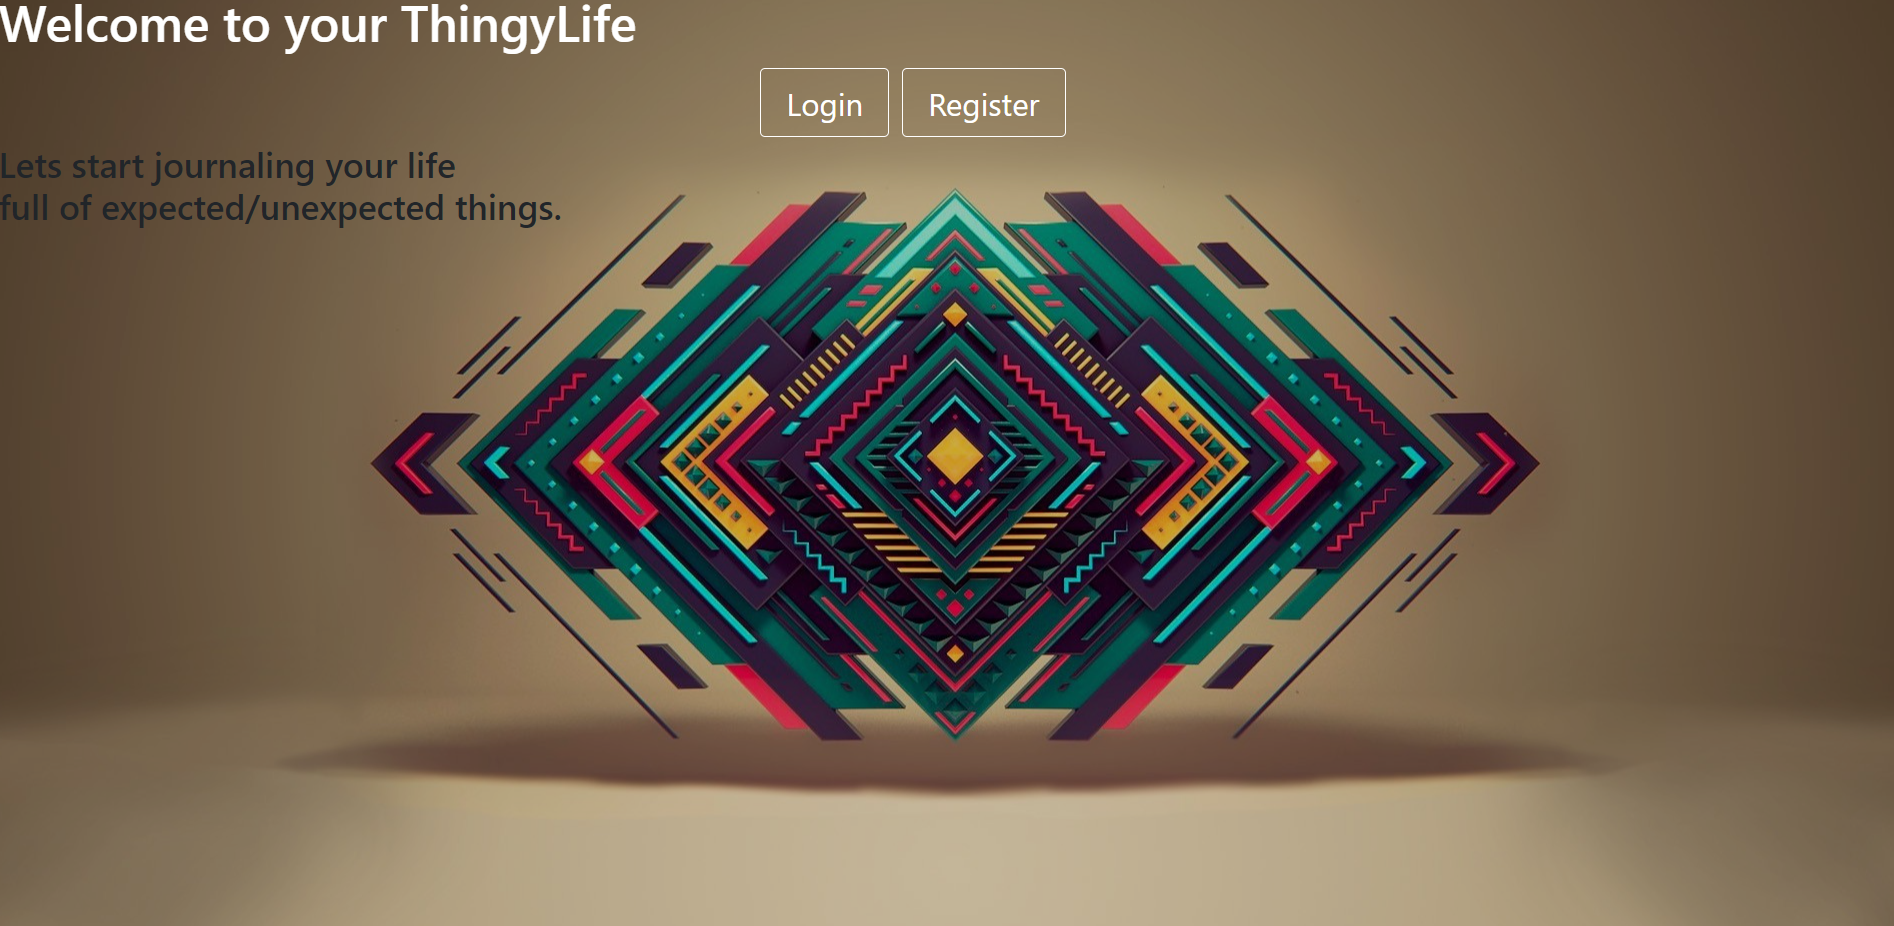 Welcome to your ThingyLife
Login Register
Lets start journaling your life
full of expected/unexpected things.